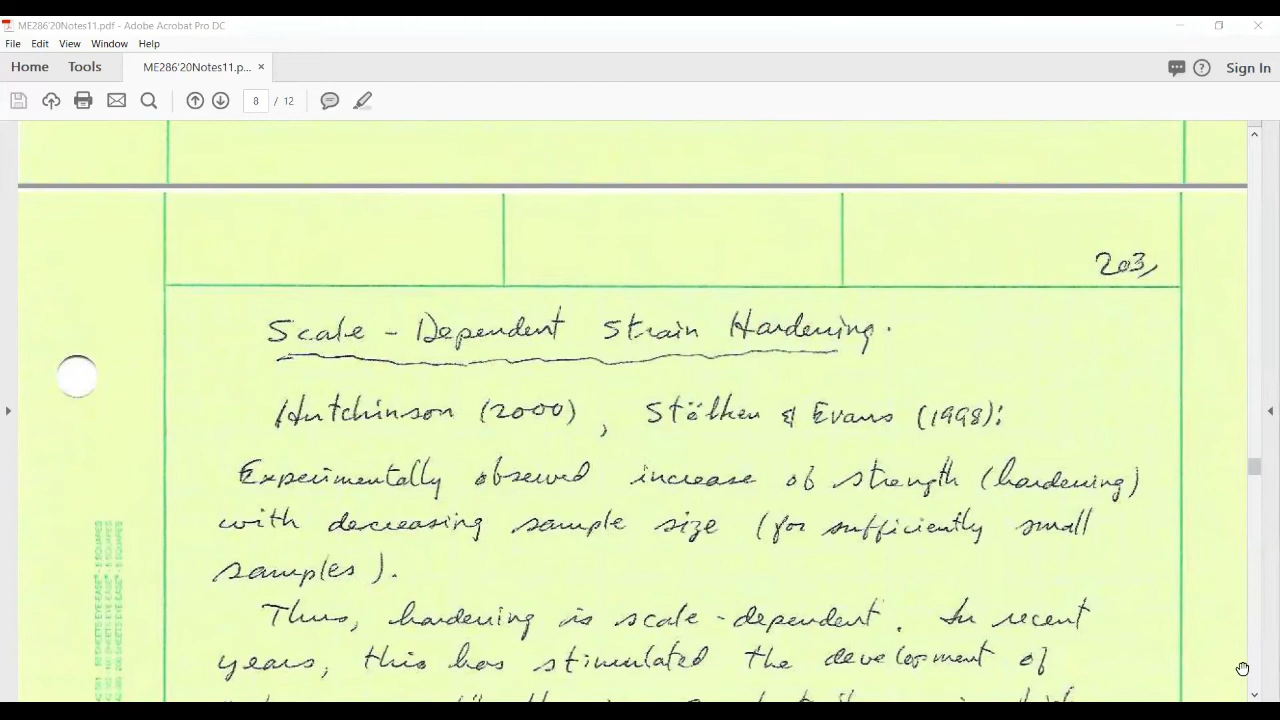 ME286'20Notes11.pdf - Adobe Acrobat Pro DC
File Edit View Window Help
Home Tools ME286'20Notes11.p... × Sign In
8 / 12
203,
Scale - Dependent Strain Hardening.
Hutchinson (2000), Stölken & Evans (1998):
Experimentally observed increase of strength (hardening)
with decreasing sample size (for sufficiently small
samples).
Thus, hardening is scale-dependent. In recent
years, this has stimulated the development of